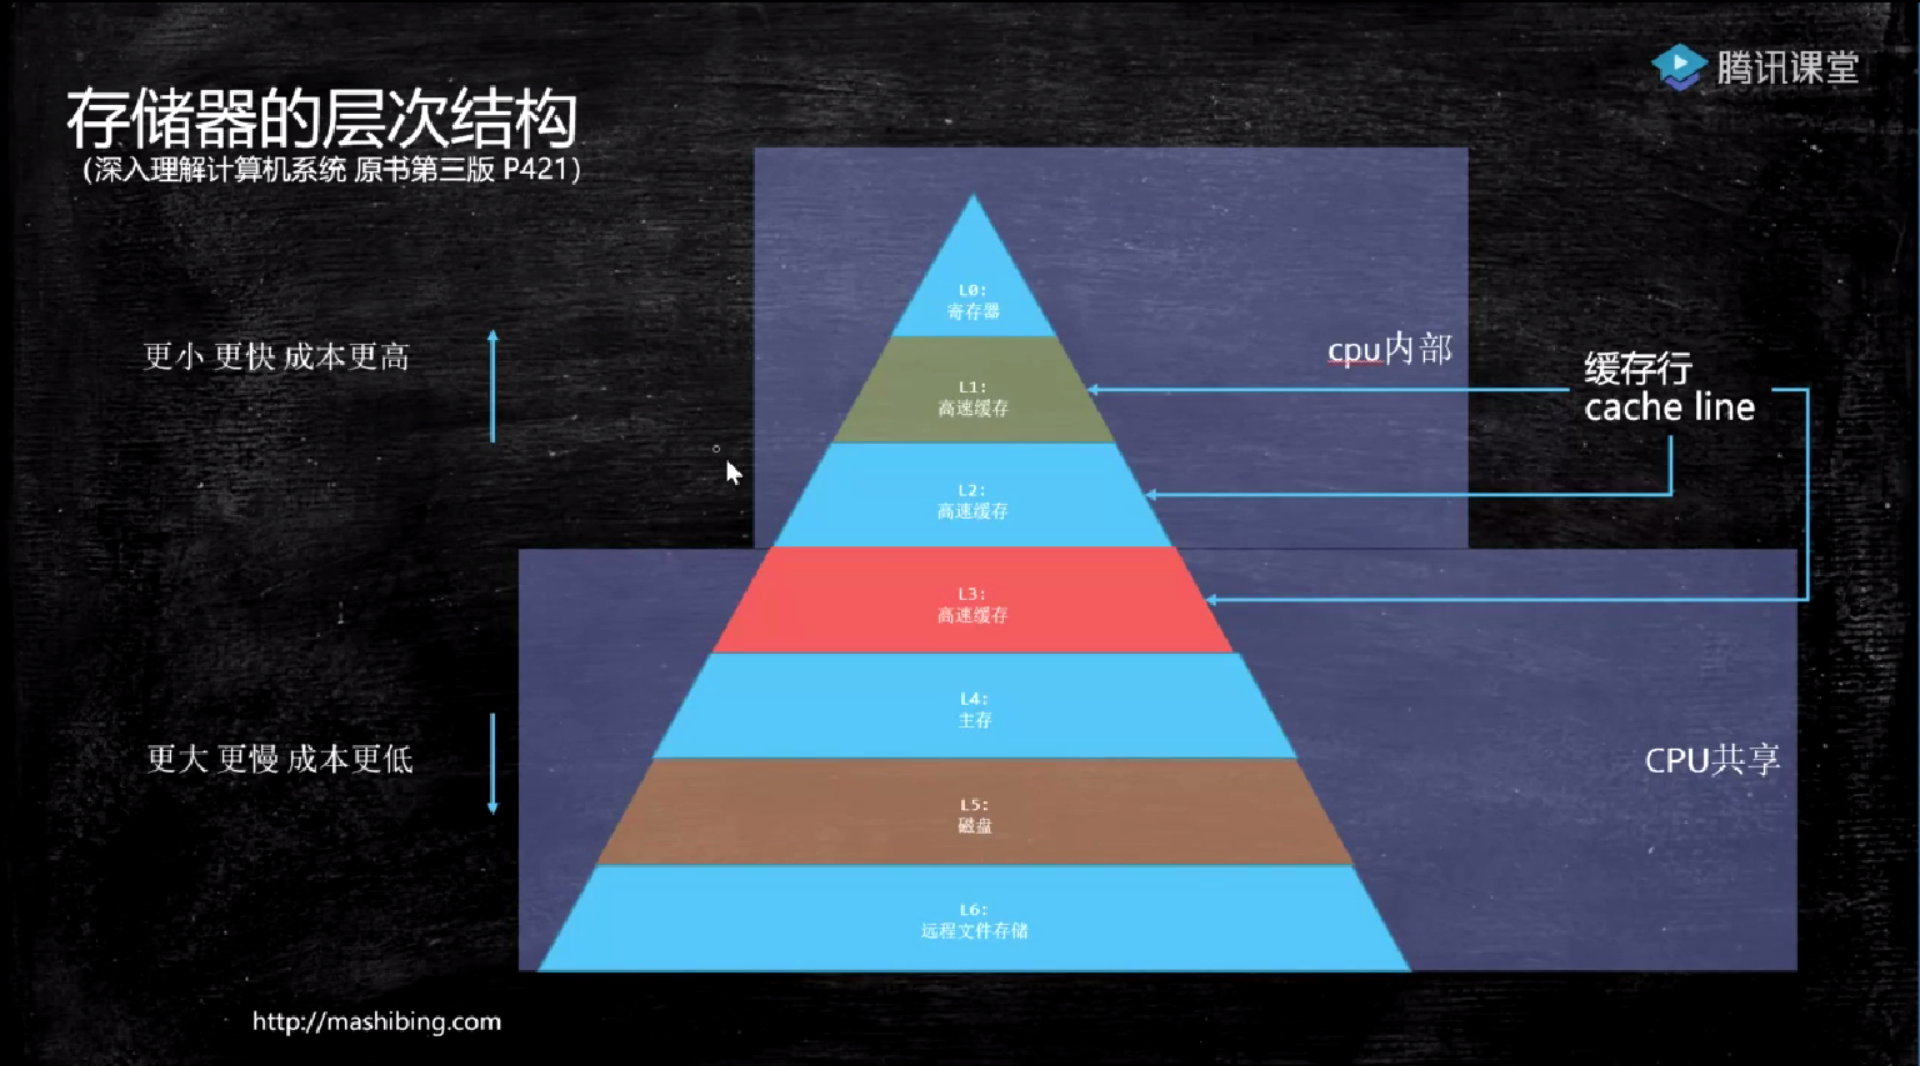 腾讯课堂
存储器的层次结构
（深入理解计算机系统 原书第三版 P421）
L0:
寄存器
更小 更快 成本更高
cpu内部
缓存行
cache line
L1:
高速缓存
L2:
高速缓存
L3:
高速缓存
L4:
主存
更大 更慢 成本更低
CPU共享
L5:
磁盘
L6:
远程文件存储
http://mashibing.com